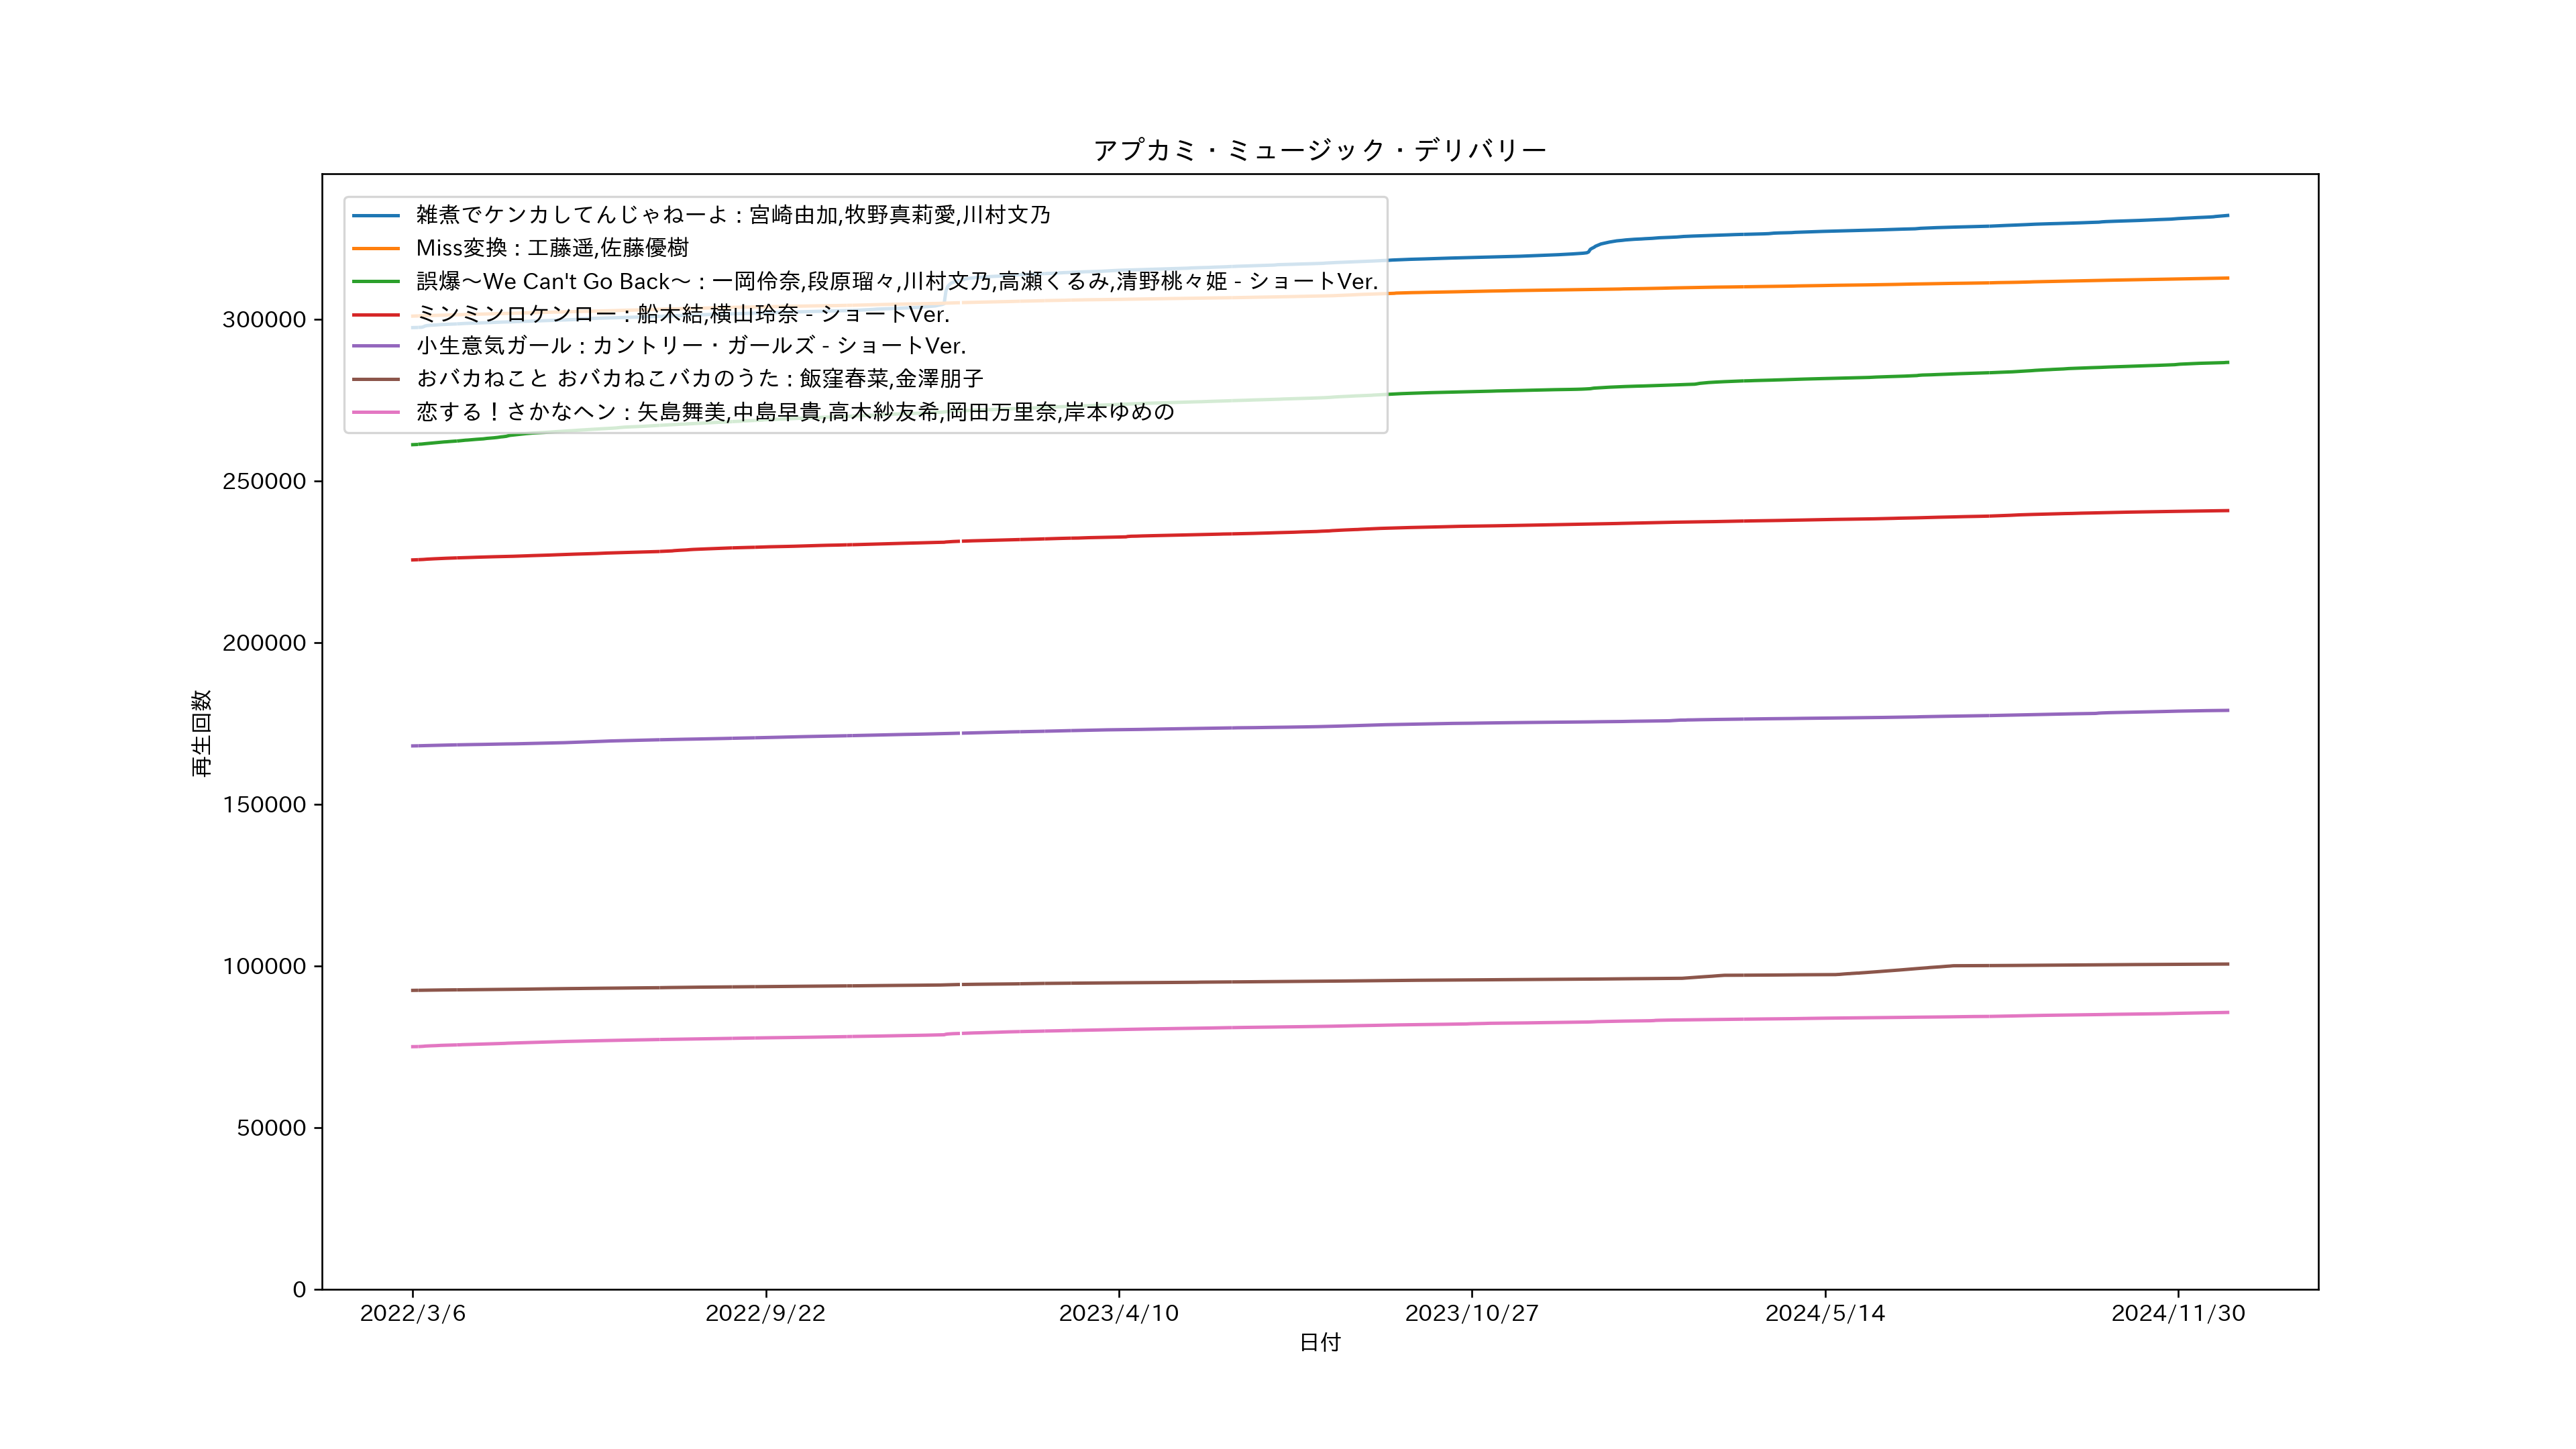 アプカミ・ミュージック・デリバリー
雑煮でケンカしてんじゃねーよ : 宮崎由加,牧野真莉愛,川村文乃
Miss変換 : 工藤遥,佐藤優樹
誤爆～We Can't Go Back～ : 一岡伶奈,段原瑠々,川村文乃,高瀬くるみ,清野桃々姫 - ショートVer.
ミンミンロケンロー : 船木結,横山玲奈 - ショートVer.
小生意気ガール : カントリー・ガールズ - ショートVer.
おバカねこと おバカねこバカのうた : 飯窪春菜,金澤朋子
恋する！さかなヘン : 矢島舞美,中島早貴,高木紗友希,岡田万里奈,岸本ゆめの
300000
250000
200000
150000
100000
50000
0
再生回数
2022/3/6
2022/9/22
2023/4/10
2023/10/27
2024/5/14
2024/11/30
日付